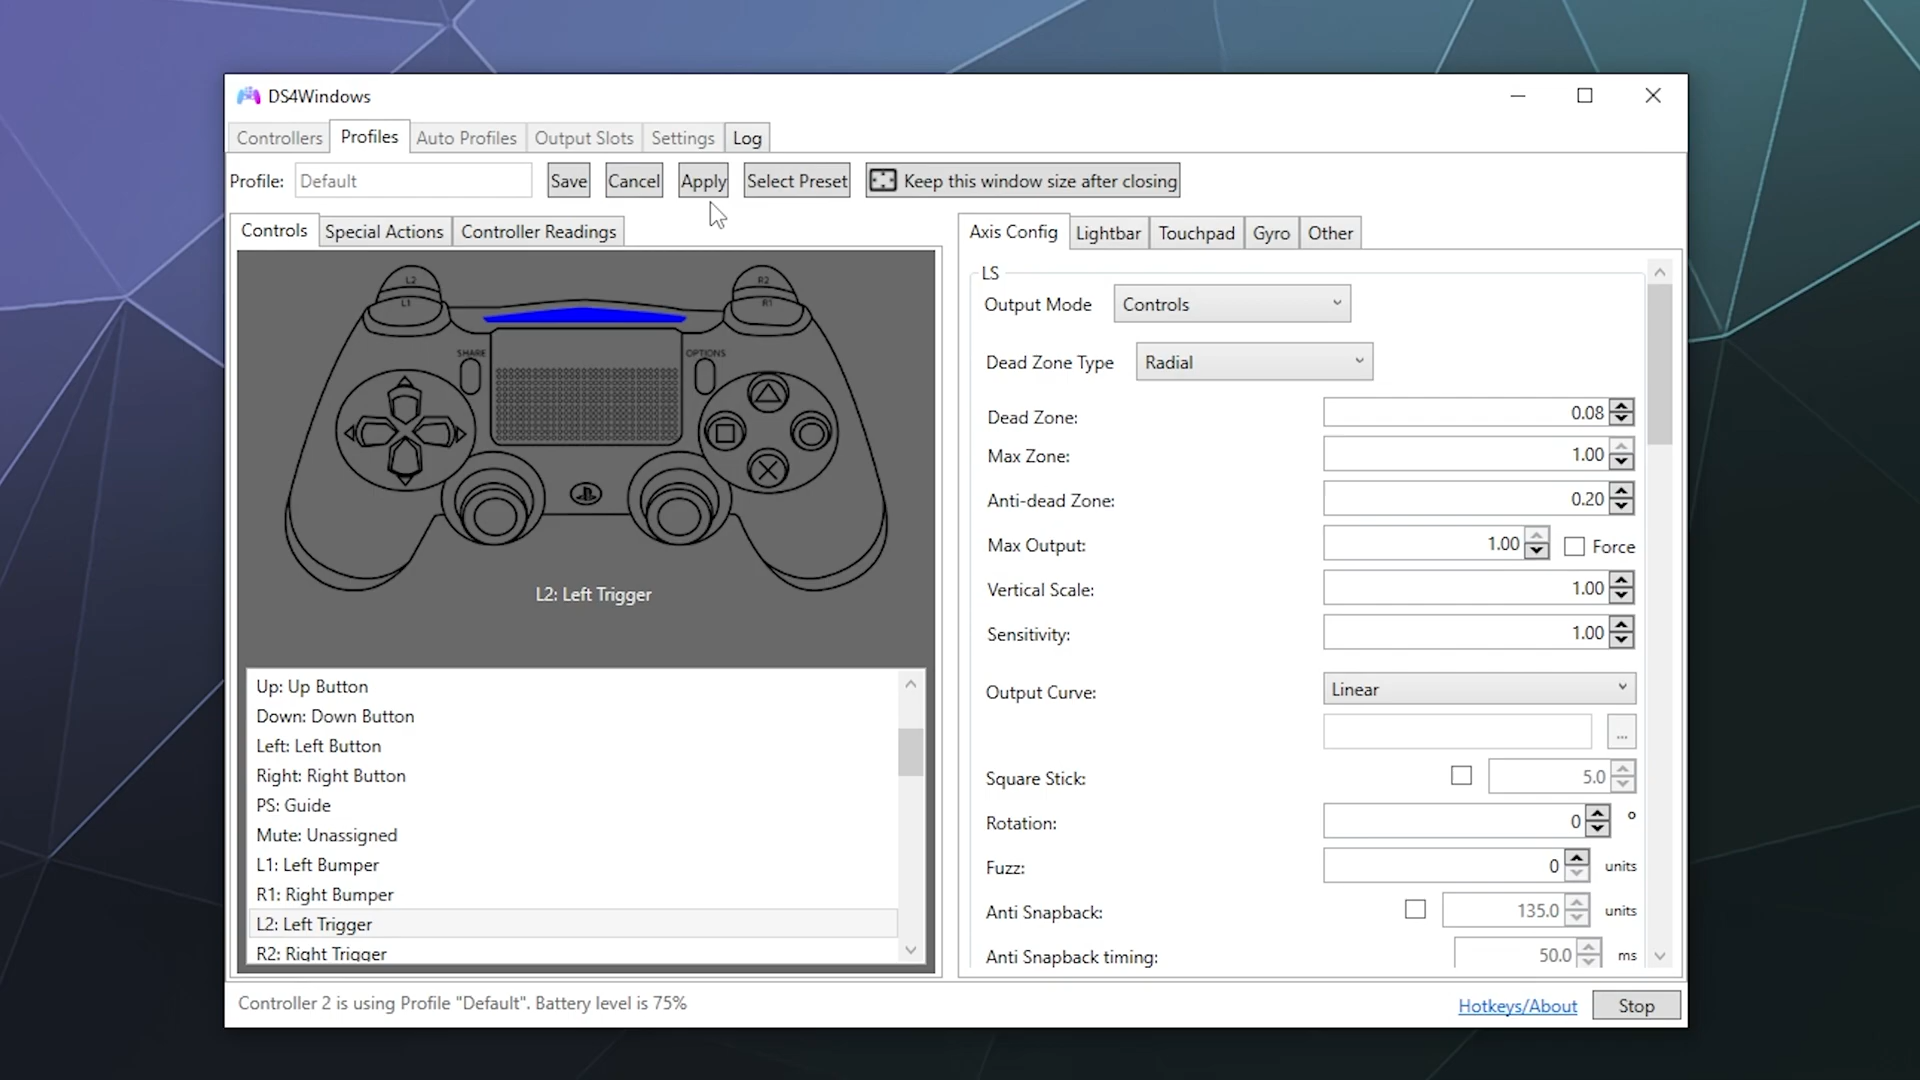 DS4Windows
Controllers Profiles Auto Profiles Output Slots Settings Log
Profile: Default Save Cancel Apply Select Preset Keep this window size after closing
Controls Special Actions Controller Readings
L2
L1
R2
R1
SHARE
OPTIONS
L2: Left Trigger
Up: Up Button
Down: Down Button
Left: Left Button
Right: Right Button
PS: Guide
Mute: Unassigned
L1: Left Bumper
R1: Right Bumper
L2: Left Trigger
R2: Right Trigger
Axis Config Lightbar Touchpad Gyro Other
LS
Output Mode Controls
Dead Zone Type Radial
Dead Zone: 0.08
Max Zone: 1.00
Anti-dead Zone: 0.20
Max Output: 1.00 Force
Vertical Scale: 1.00
Sensitivity: 1.00
Output Curve: Linear
...
Square Stick: 5.0
Rotation: 0 °
Fuzz: 0 units
Anti Snapback: 135.0 units
Anti Snapback timing: 50.0 ms
Controller 2 is using Profile "Default". Battery level is 75%
Hotkeys/About Stop